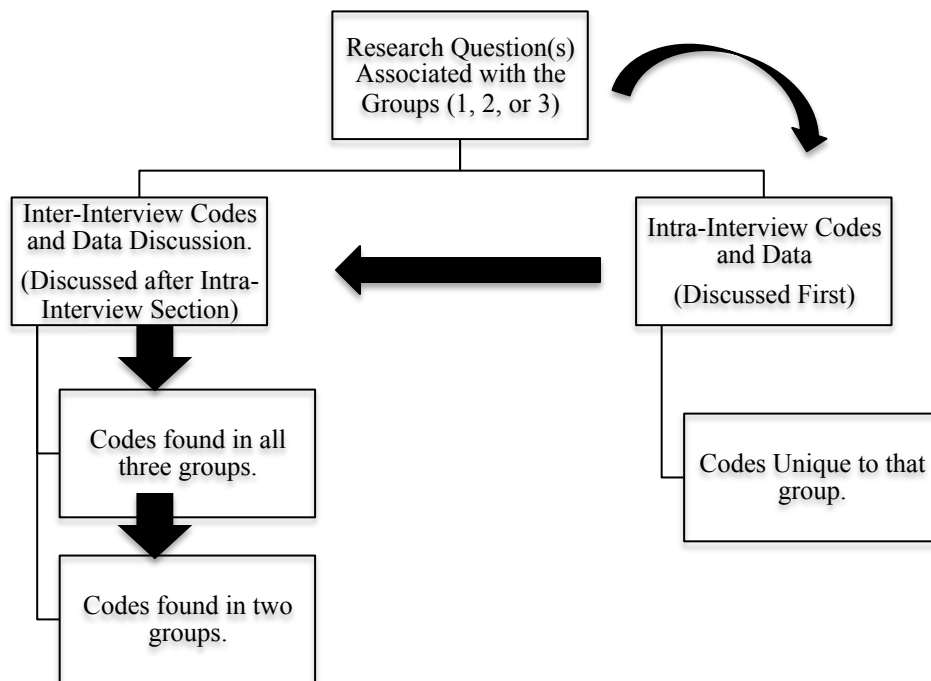 Research Question(s)
Associated with the
Groups (1, 2, or 3)
Inter-Interview Codes
and Data Discussion.
(Discussed after Intra-
Interview Section)
Intra-Interview Codes
and Data
(Discussed First)
Codes found in all
three groups.
Codes Unique to that
group.
Codes found in two
groups.